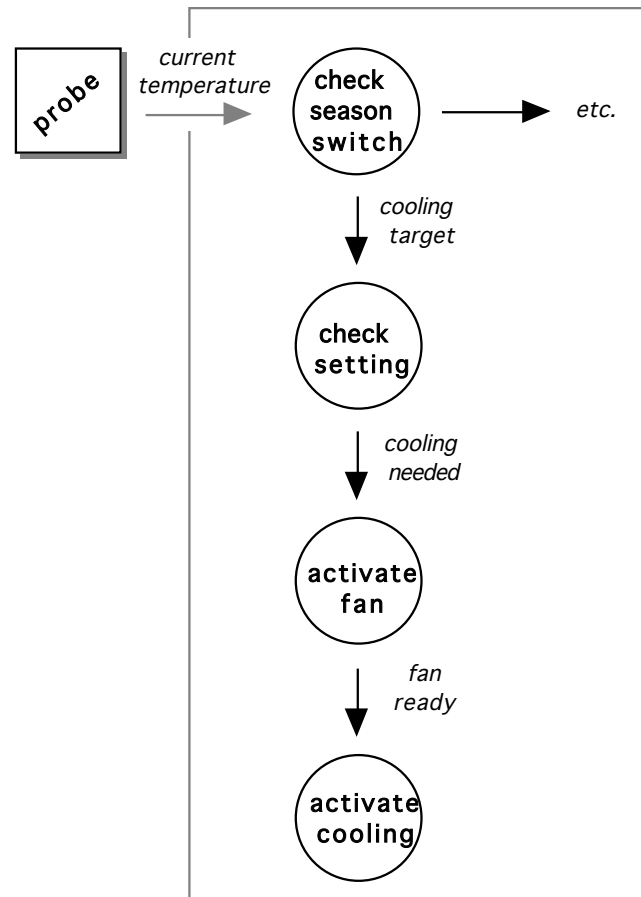 probe
current
temperature
check
season
switch
etc.
cooling
target
check
setting
cooling
needed
activate
fan
fan
ready
activate
cooling